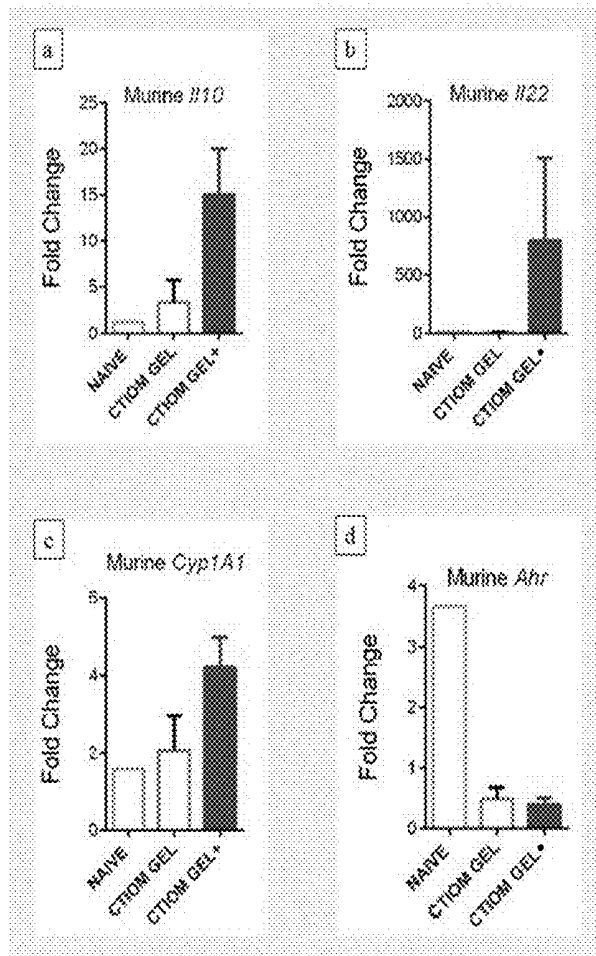 a
Murine Il10
25
20
15
10
5
0
Fold Change
NAIVE
CTIOM GEL
CTIOM GEL+
b
Murine Il22
2000
1500
1000
500
0
Fold Change
NAIVE
CTIOM GEL
CTIOM GEL+
c
Murine Cyp1A1
6
4
2
0
Fold Change
NAIVE
CTIOM GEL
CTIOM GEL+
d
Murine Ahr
4
3
2
1
0
Fold Change
NAIVE
CTIOM GEL
CTIOM GEL+